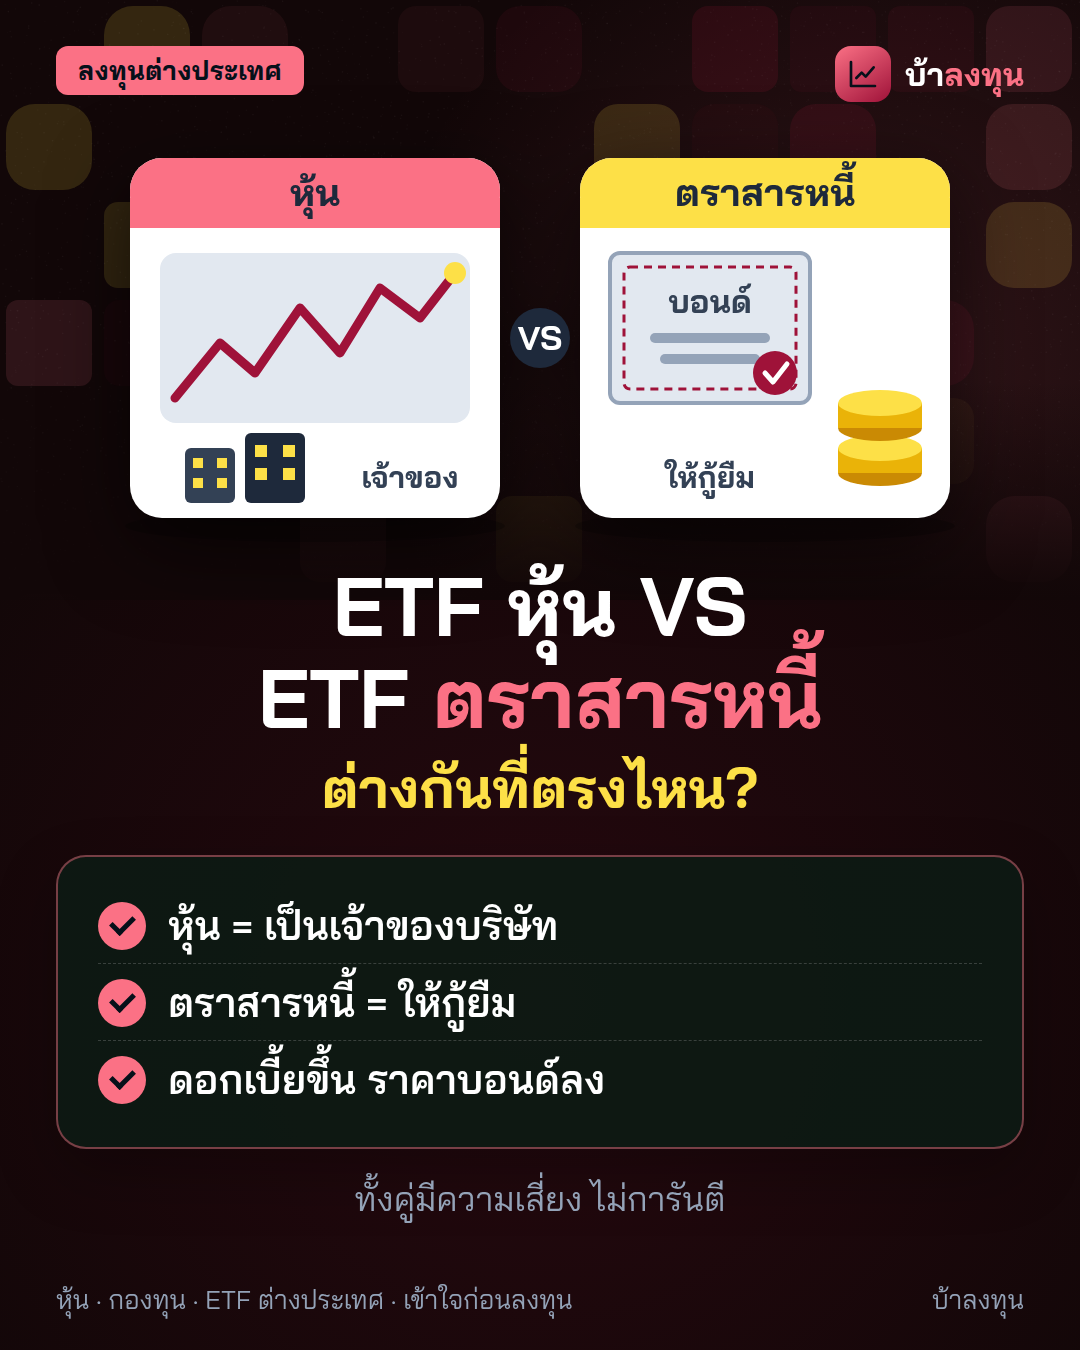 ลงทุนต่างประเทศ
บ้าลงทุน
หุ้น
ตราสารหนี้
บอนด์
VS
เจ้าของ
ให้กู้ยืม
ETF หุ้น VS
ETF ตราสารหนี้
ต่างกันที่ตรงไหน?
หุ้น = เป็นเจ้าของบริษัท
ตราสารหนี้ = ให้กู้ยืม
ดอกเบี้ยขึ้น ราคาบอนด์ลง
ทั้งคู่มีความเสี่ยง ไม่การันตี
หุ้น · กองทุน · ETF ต่างประเทศ · เข้าใจก่อนลงทุน
บ้าลงทุน